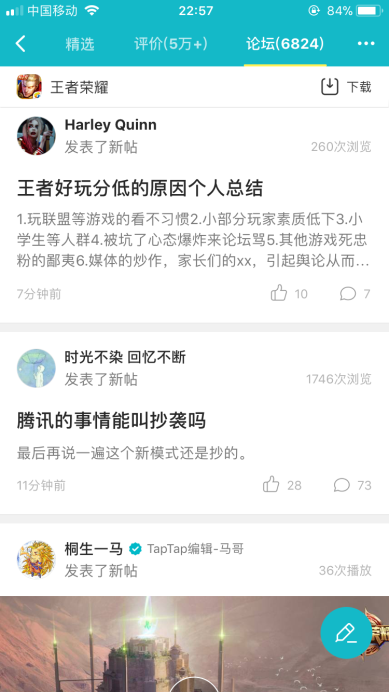 中国移动 22:57 84%
精选 评价(5万+) 论坛(6824)
王者荣耀 下载
Harley Quinn
发表了新帖 260次浏览
王者好玩分低的原因个人总结
1.玩联盟等游戏的看不习惯2.小部分玩家素质低下3.小
学生等人群4.被坑了心态爆炸来论坛骂5.其他游戏死忠
粉的鄙夷6.媒体的炒作，家长们的xx，引起舆论从而...
7分钟前 10 7
时光不染 回忆不断
发表了新帖 1746次浏览
腾讯的事情能叫抄袭吗
最后再说一遍这个新模式还是抄的。
11分钟前 28 73
桐生一马 TapTap编辑-马哥
发表了新帖 36次播放